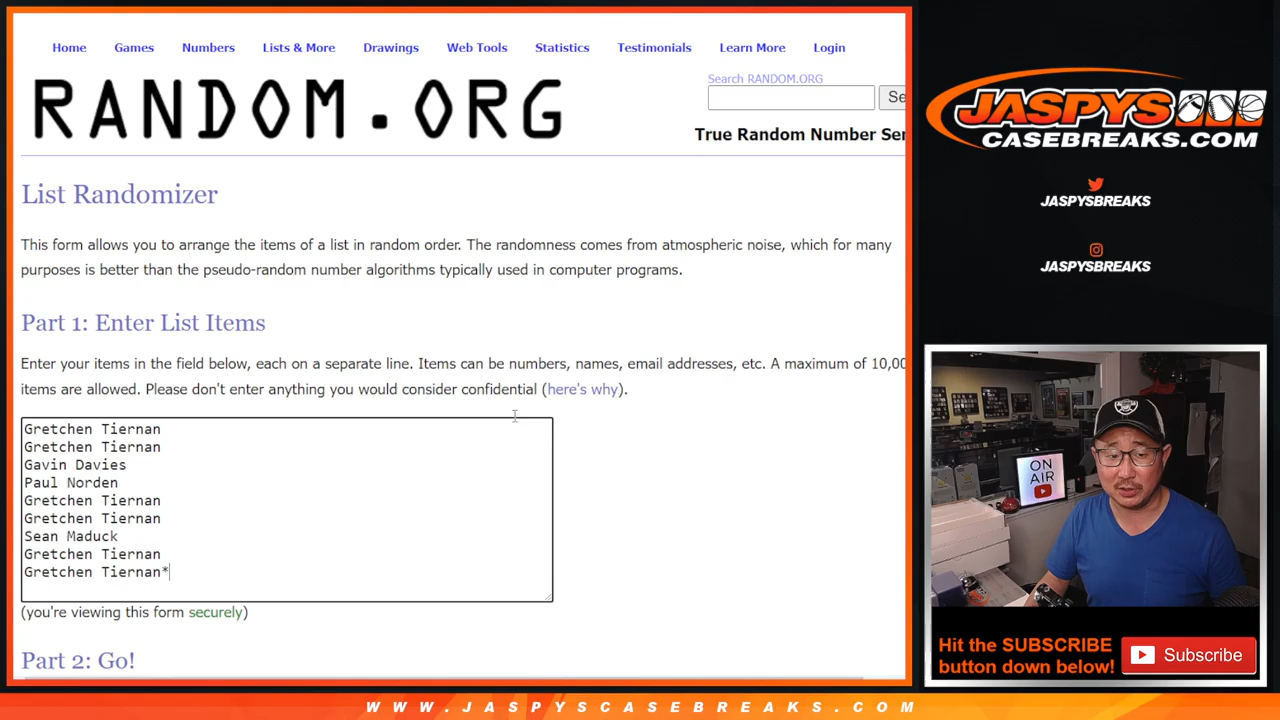 Home Games Numbers Lists & More Drawings Web Tools Statistics Testimonials Learn More Login
RANDOM.ORG
Search RANDOM.ORG
Se
True Random Number Ser
List Randomizer
This form allows you to arrange the items of a list in random order. The randomness comes from atmospheric noise, which for many
purposes is better than the pseudo-random number algorithms typically used in computer programs.
Part 1: Enter List Items
Enter your items in the field below, each on a separate line. Items can be numbers, names, email addresses, etc. A maximum of 10,00
items are allowed. Please don't enter anything you would consider confidential (here's why).
Gretchen Tiernan
Gretchen Tiernan
Gavin Davies
Paul Norden
Gretchen Tiernan
Gretchen Tiernan
Sean Maduck
Gretchen Tiernan
Gretchen Tiernan*
(you're viewing this form securely)
Part 2: Go!
JASPYS
CASEBREAKS.COM
JASPYSBREAKS
JASPYSBREAKS
ON
AIR
Hit the SUBSCRIBE
button down below!
Subscribe
WWW.JASPYSCASEBREAKS.COM